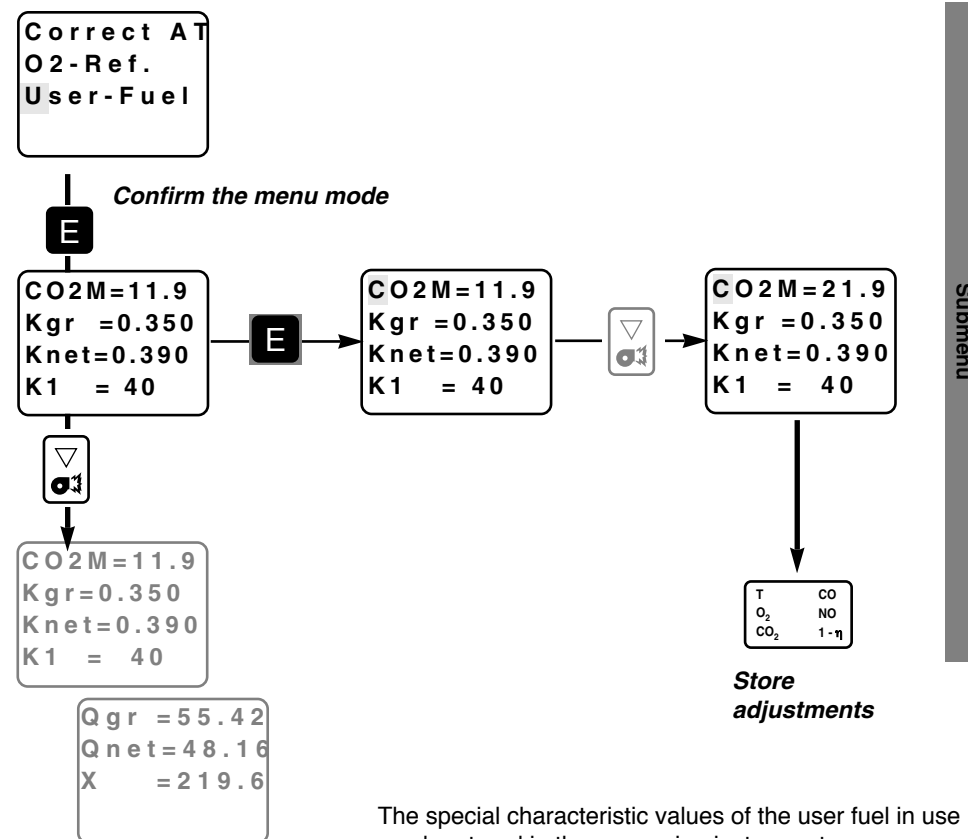 Correct AT
O2-Ref.
User-Fuel
Confirm the menu mode
E
CO2M=11.9
Kgr =0.350
Knet=0.390
K1 = 40
E
CO2M=11.9
Kgr =0.350
Knet=0.390
K1 = 40
CO2M=21.9
Kgr =0.350
Knet=0.390
K1 = 40
CO2M=11.9
Kgr=0.350
Knet=0.390
K1 = 40
Qgr =55.42
Qnet=48.16
X =219.6
T CO
O₂ NO
CO₂ 1-η
Store
adjustments
The special characteristic values of the user fuel in use
Submenu